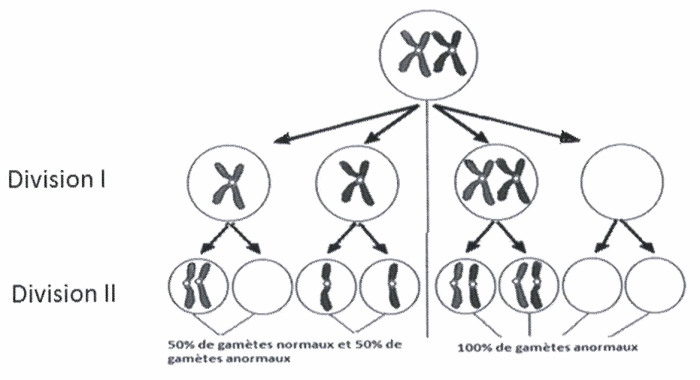 Division I
Division II
50% de gamètes normaux et 50% de
gamètes anormaux
100% de gamètes anormaux